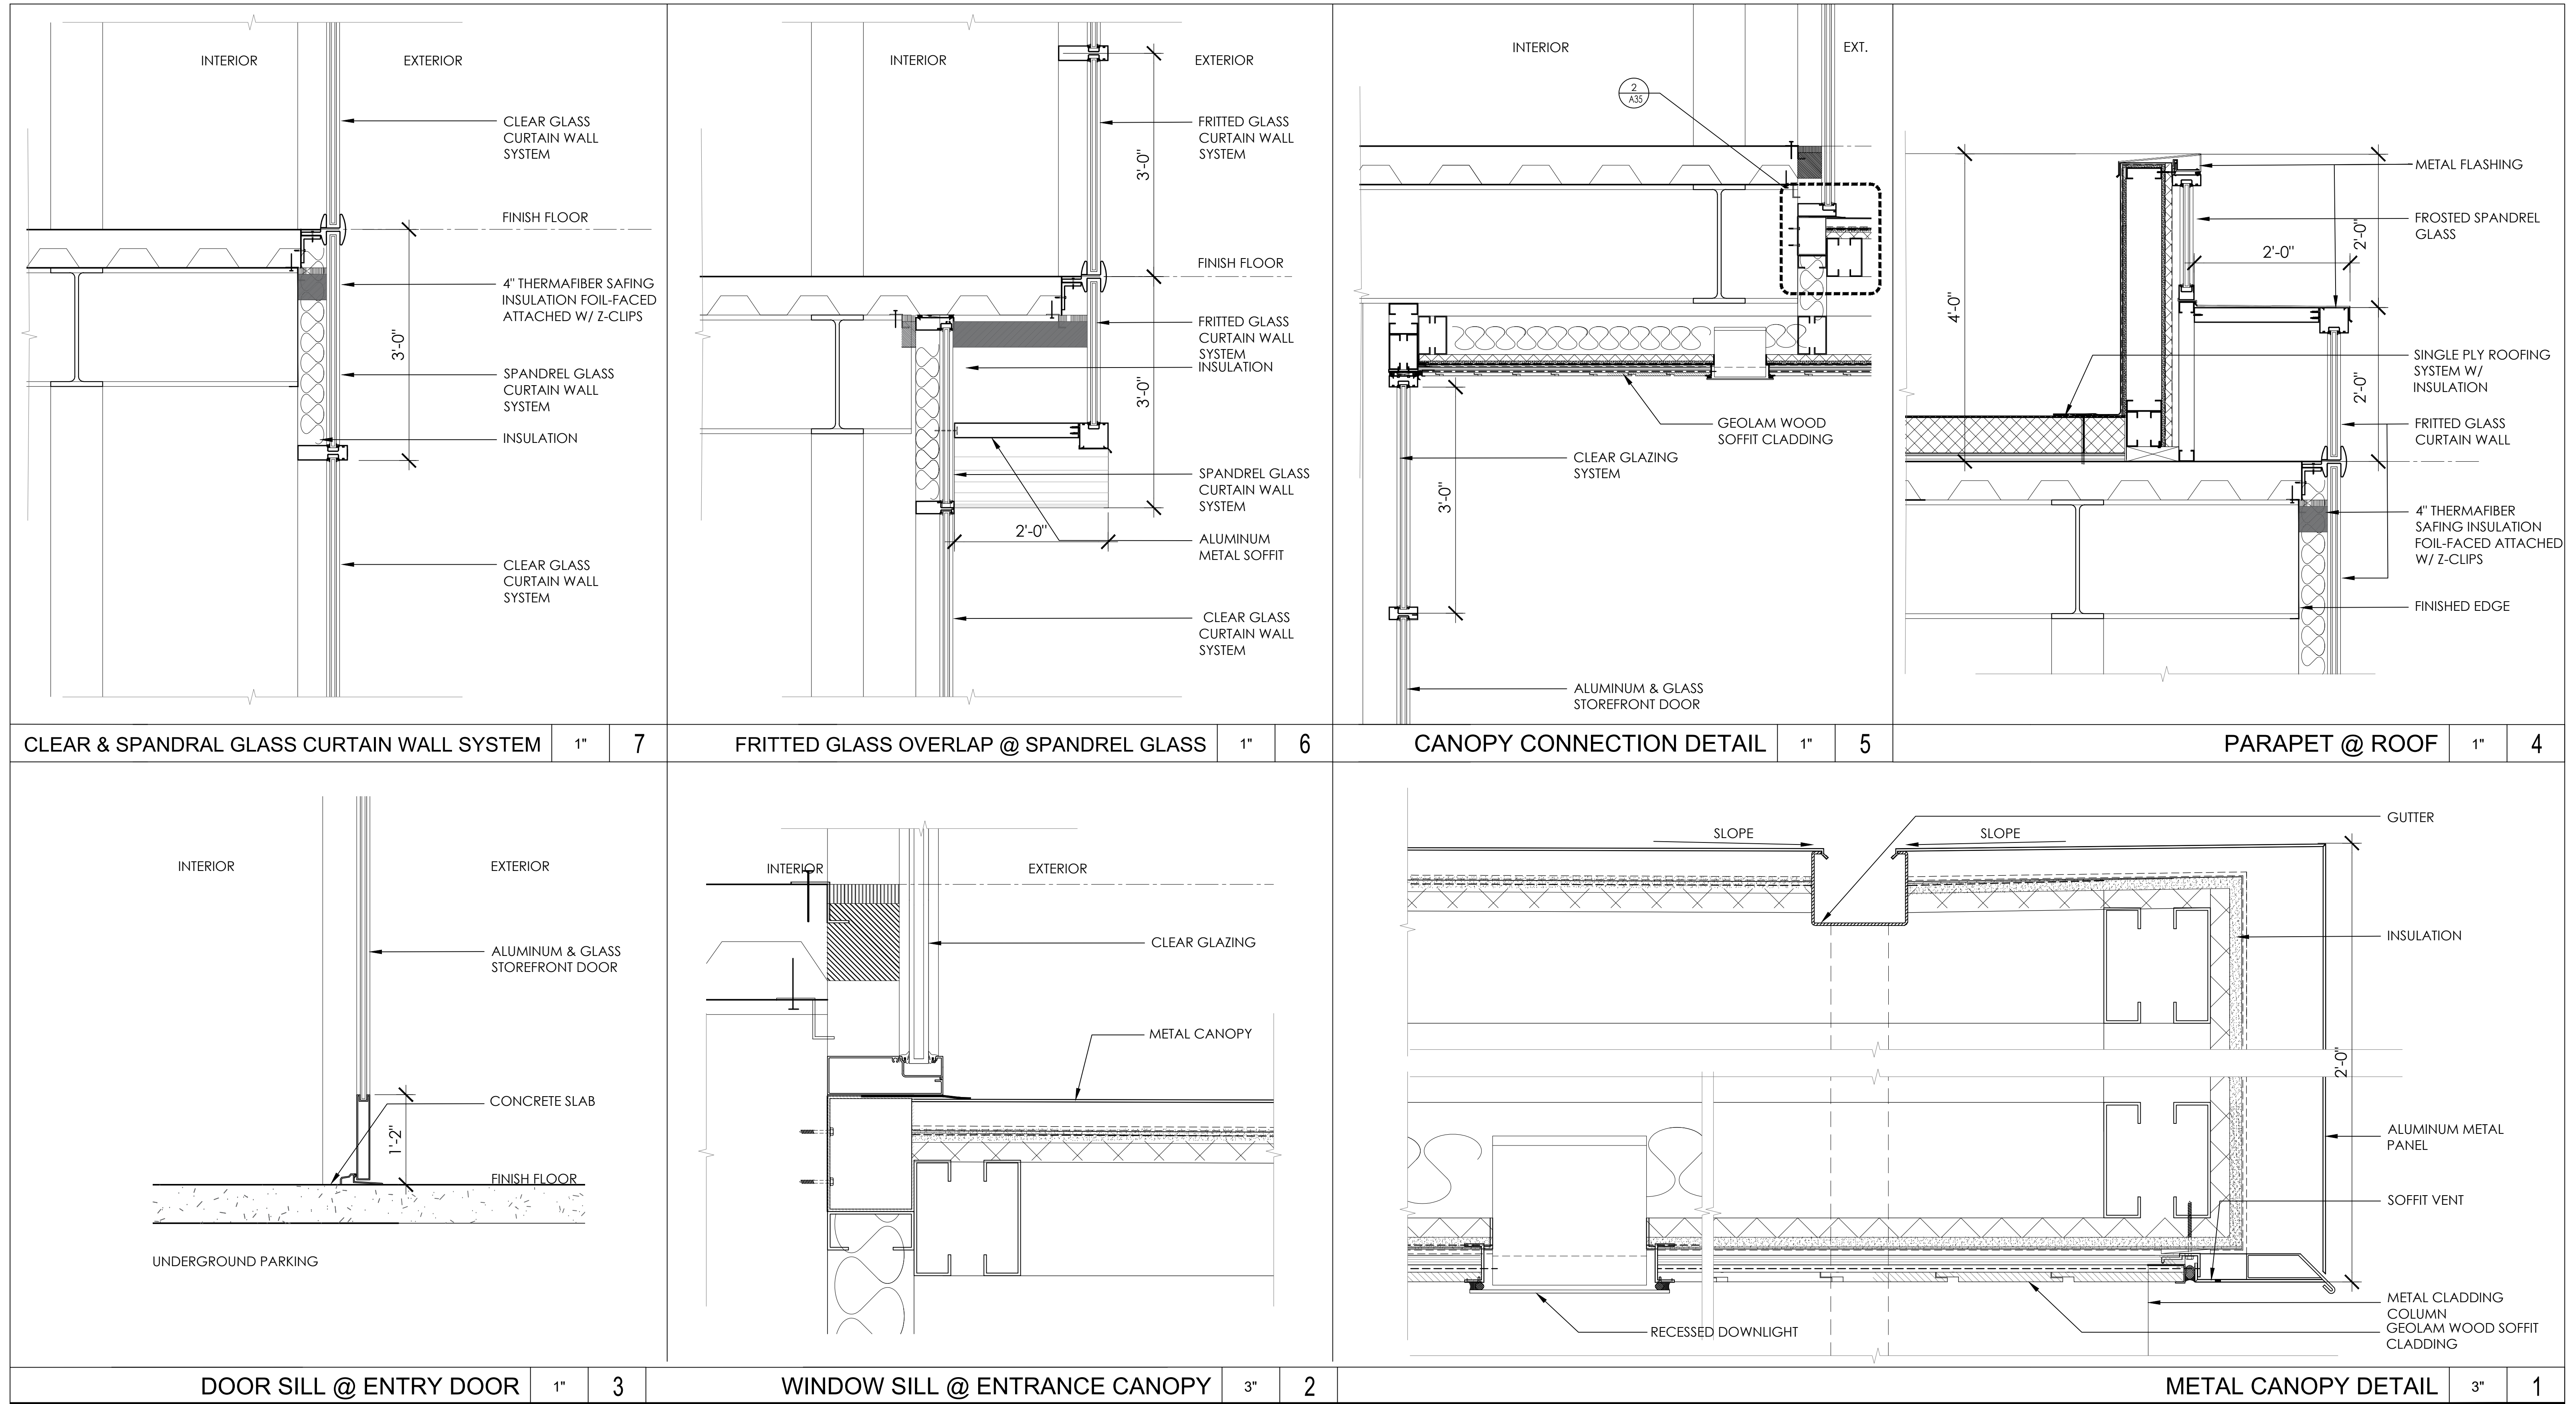 INTERIOR
EXTERIOR
CLEAR GLASS
CURTAIN WALL
SYSTEM
FINISH FLOOR
4" THERMAFIBER SAFING
INSULATION FOIL-FACED
ATTACHED W/ Z-CLIPS
3'-0"
SPANDREL GLASS
CURTAIN WALL
SYSTEM
INSULATION
CLEAR GLASS
CURTAIN WALL
SYSTEM
CLEAR & SPANDRAL GLASS CURTAIN WALL SYSTEM
1"
7
INTERIOR
EXTERIOR
FRITTED GLASS
CURTAIN WALL
SYSTEM
3'-0"
FINISH FLOOR
FRITTED GLASS
CURTAIN WALL
SYSTEM
INSULATION
3'-0"
SPANDREL GLASS
CURTAIN WALL
SYSTEM
2'-0"
ALUMINUM
METAL SOFFIT
CLEAR GLASS
CURTAIN WALL
SYSTEM
FRITTED GLASS OVERLAP @ SPANDREL GLASS
1"
6
INTERIOR
EXT.
2
A35
GEOLAM WOOD
SOFFIT CLADDING
CLEAR GLAZING
SYSTEM
3'-0"
ALUMINUM & GLASS
STOREFRONT DOOR
CANOPY CONNECTION DETAIL
1"
5
METAL FLASHING
FROSTED SPANDREL
GLASS
2'-0"
2'-0"
4'-0"
SINGLE PLY ROOFING
SYSTEM W/
INSULATION
2'-0"
FRITTED GLASS
CURTAIN WALL
4" THERMAFIBER
SAFING INSULATION
FOIL-FACED ATTACHED
W/ Z-CLIPS
FINISHED EDGE
PARAPET @ ROOF
1"
4
INTERIOR
EXTERIOR
ALUMINUM & GLASS
STOREFRONT DOOR
CONCRETE SLAB
1'-2"
FINISH FLOOR
UNDERGROUND PARKING
DOOR SILL @ ENTRY DOOR
1"
3
INTERIOR
EXTERIOR
CLEAR GLAZING
METAL CANOPY
WINDOW SILL @ ENTRANCE CANOPY
3"
2
SLOPE
SLOPE
GUTTER
INSULATION
2'-0"
ALUMINUM METAL
PANEL
SOFFIT VENT
METAL CLADDING
COLUMN
GEOLAM WOOD SOFFIT
CLADDING
RECESSED DOWNLIGHT
METAL CANOPY DETAIL
3"
1